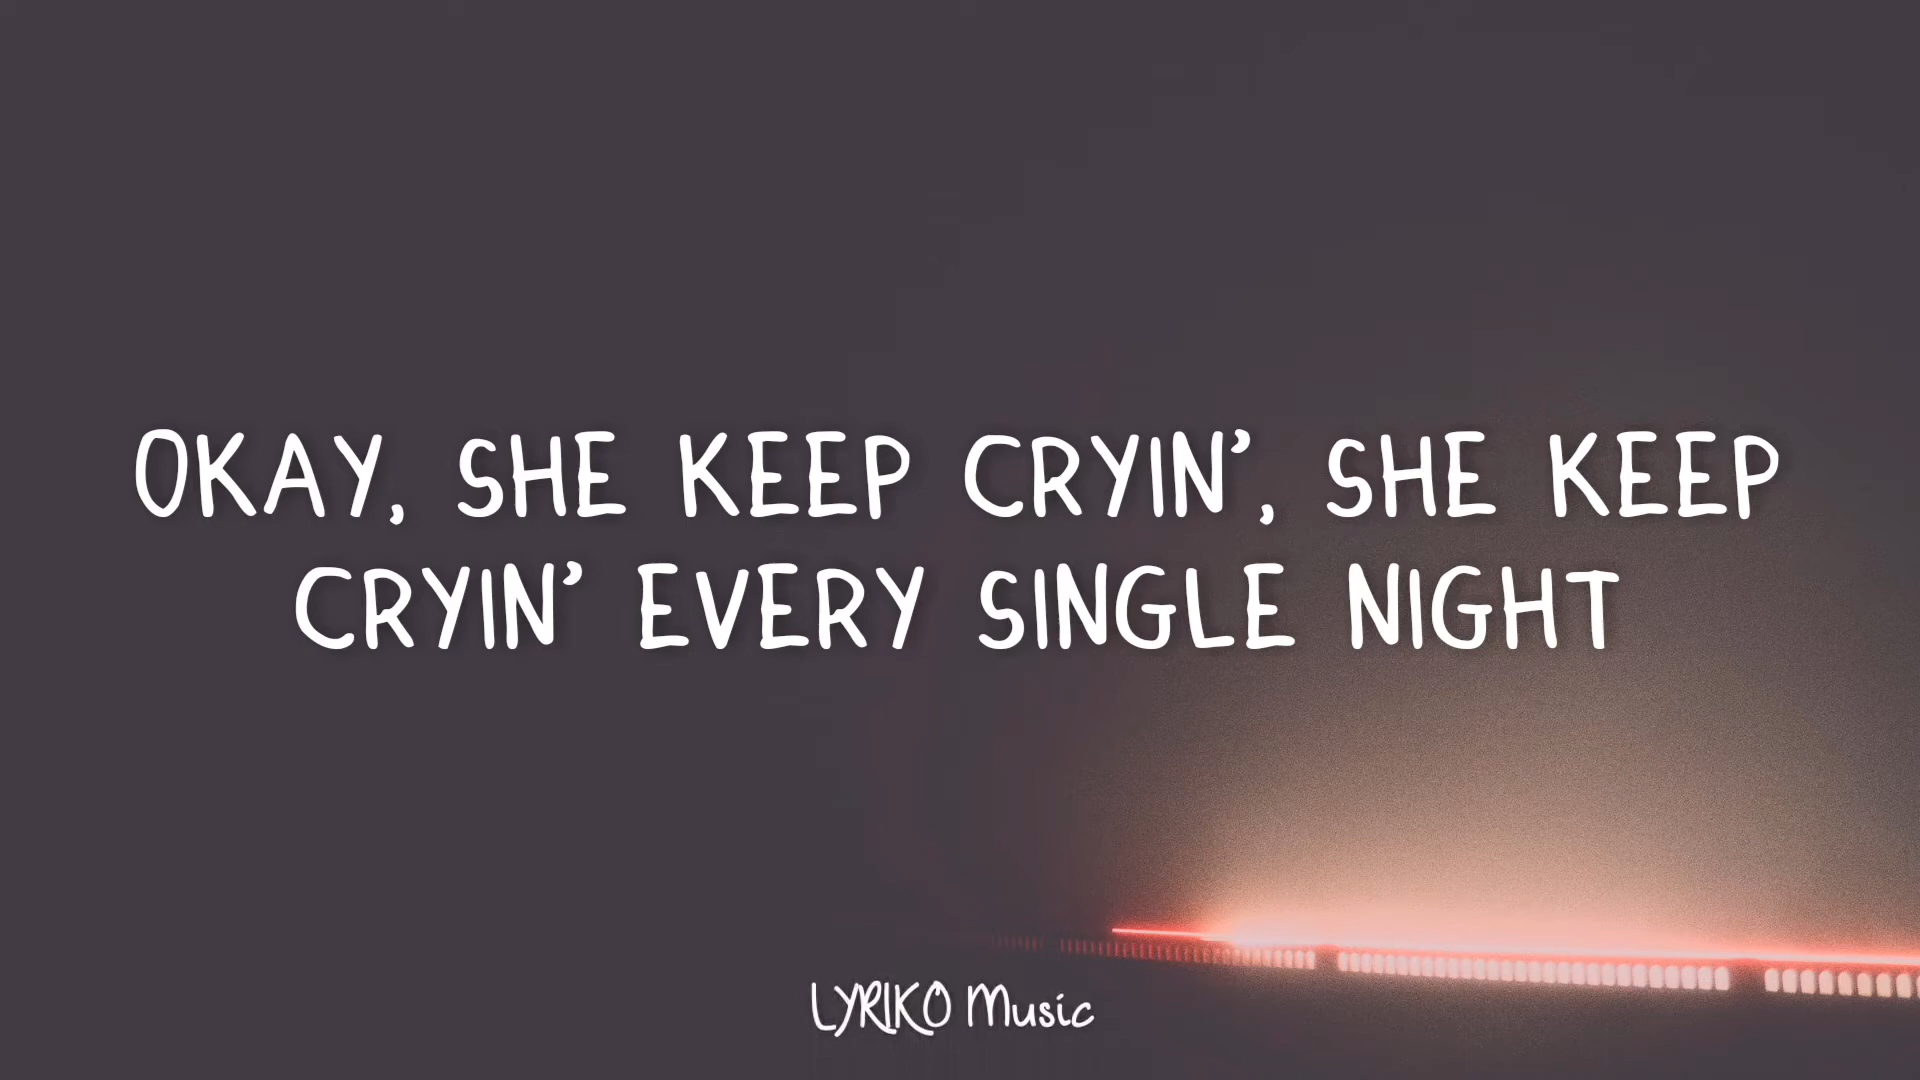 OKAY, SHE KEEP CRYIN', SHE KEEP
CRYIN' EVERY SINGLE NIGHT
LYRIKO Music